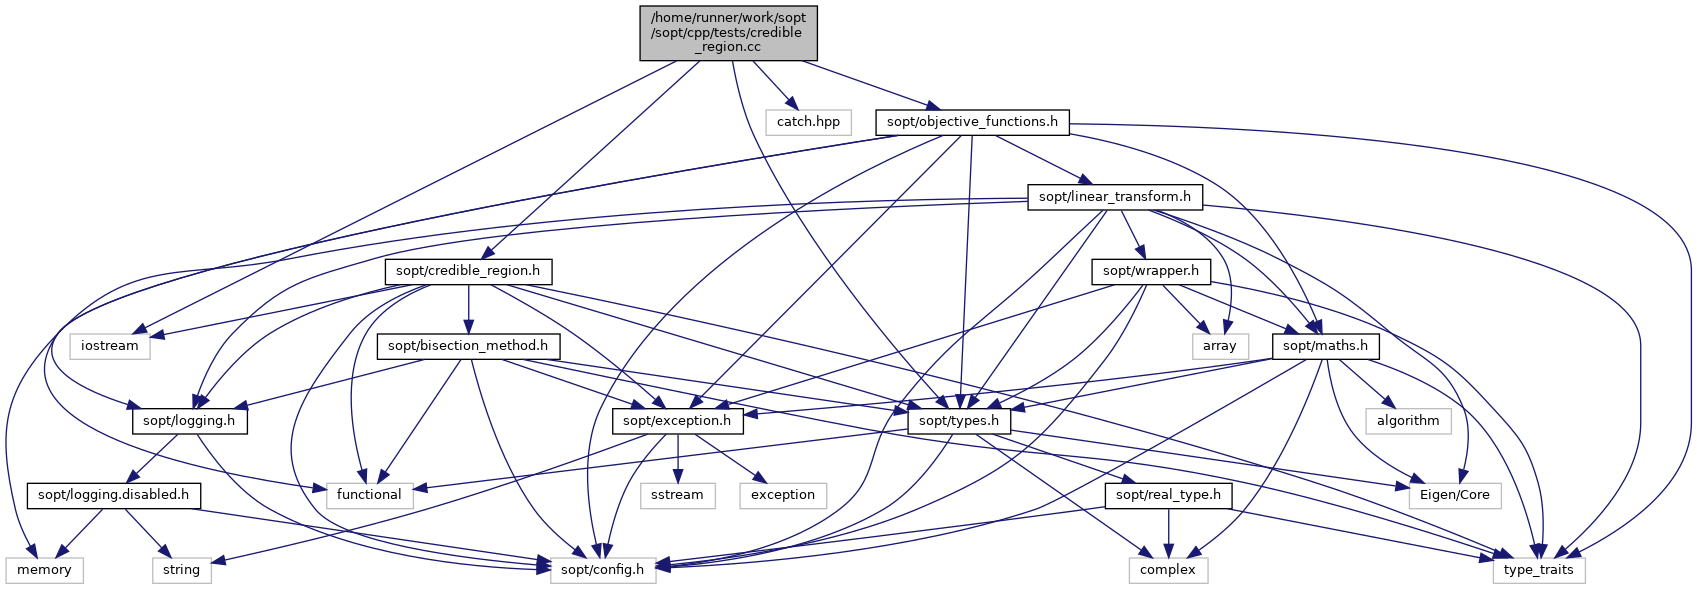 /home/runner/work/sopt
/sopt/cpp/tests/credible
_region.cc
catch.hpp
sopt/objective_functions.h
sopt/linear_transform.h
sopt/credible_region.h
sopt/wrapper.h
iostream
sopt/bisection_method.h
array
sopt/maths.h
sopt/logging.h
sopt/exception.h
sopt/types.h
algorithm
sopt/logging.disabled.h
functional
sstream
exception
sopt/real_type.h
Eigen/Core
memory
string
sopt/config.h
complex
type_traits